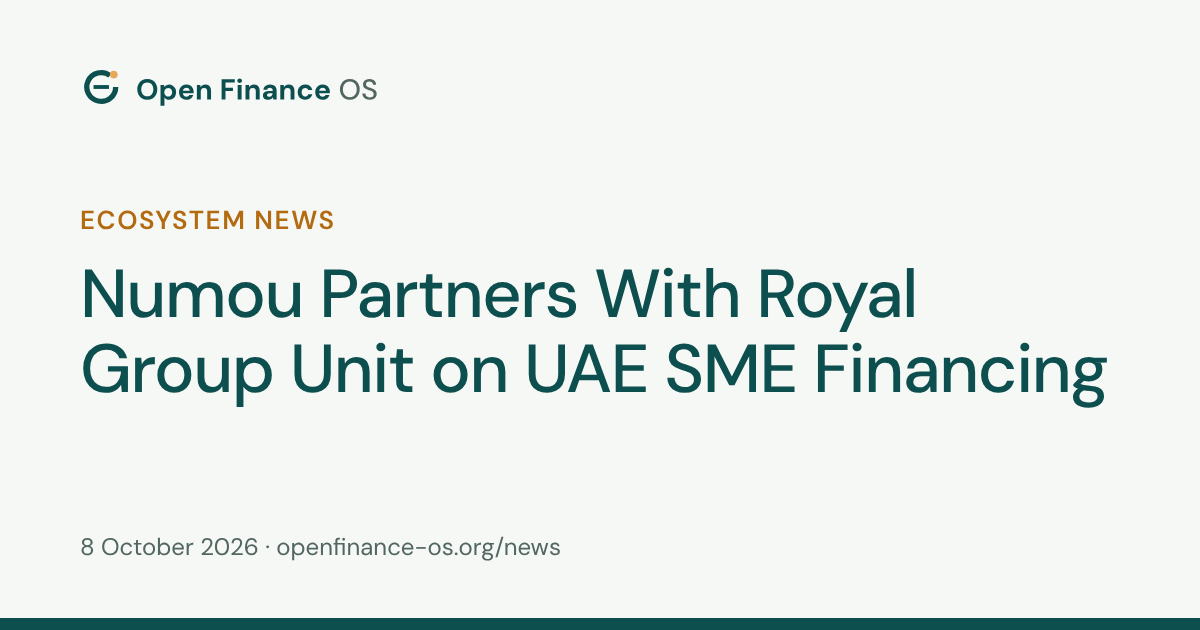 Open Finance OS
ECOSYSTEM NEWS
Numou Partners With Royal
Group Unit on UAE SME Financing
8 October 2026 · openfinance-os.org/news